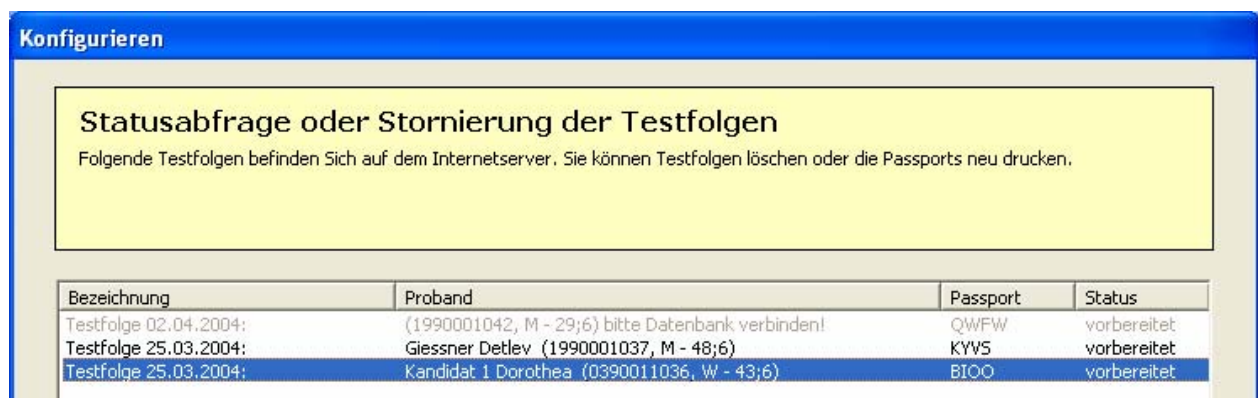 Konfigurieren
Statusabfrage oder Stornierung der Testfolgen
Folgende Testfolgen befinden Sich auf dem Internetserver. Sie können Testfolgen löschen oder die Passports neu drucken.
Bezeichnung Proband Passport Status
Testfolge 02.04.2004: (1990001042, M - 29;6) bitte Datenbank verbinden! QWFW vorbereitet
Testfolge 25.03.2004: Giessner Detlev (1990001037, M - 48;6) KYVS vorbereitet
Testfolge 25.03.2004: Kandidat 1 Dorothea (0390011036, W - 43;6) BIOO vorbereitet